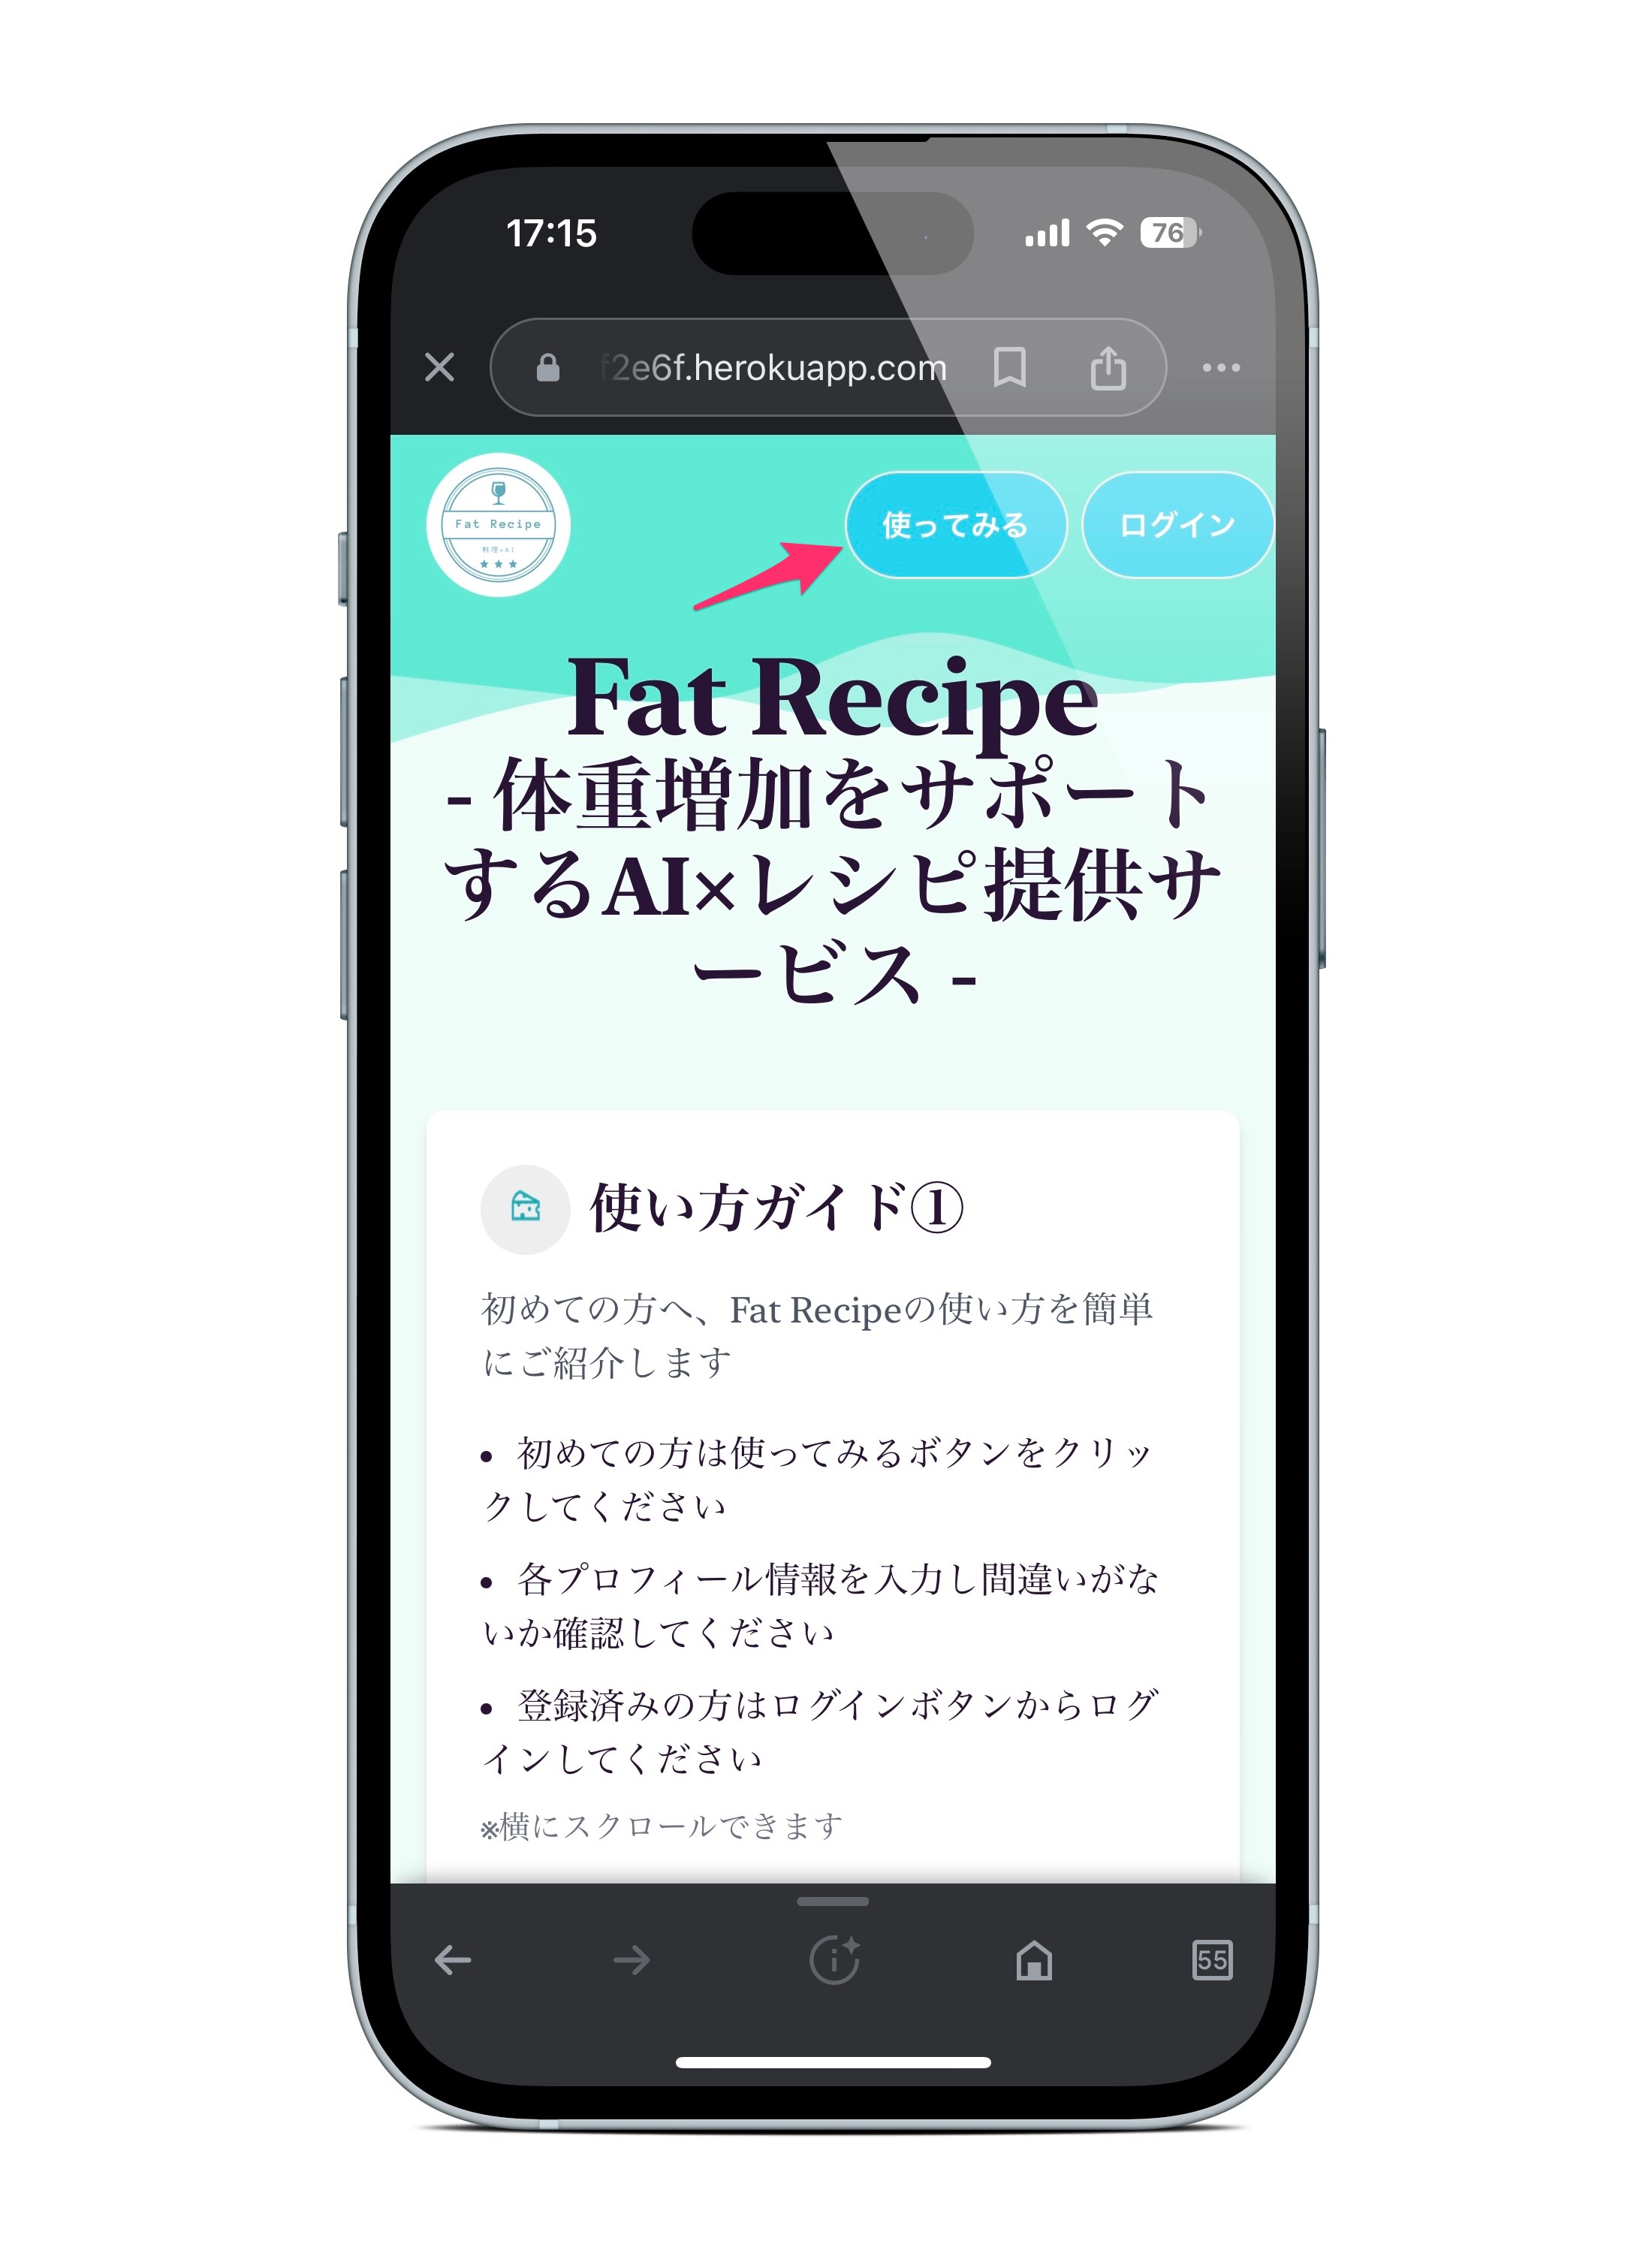 17:15
76
f2e6f.herokuapp.com
Fat Recipe
料理×AI
使ってみる
ログイン
Fat Recipe
- 体重増加をサポート
するAI×レシピ提供サ
ービス -
使い方ガイド①
初めての方へ、Fat Recipeの使い方を簡単
にご紹介します
• 初めての方は使ってみるボタンをクリッ
クしてください
• 各プロフィール情報を入力し間違いがな
いか確認してください
• 登録済みの方はログインボタンからログ
インしてください
※横にスクロールできます
55